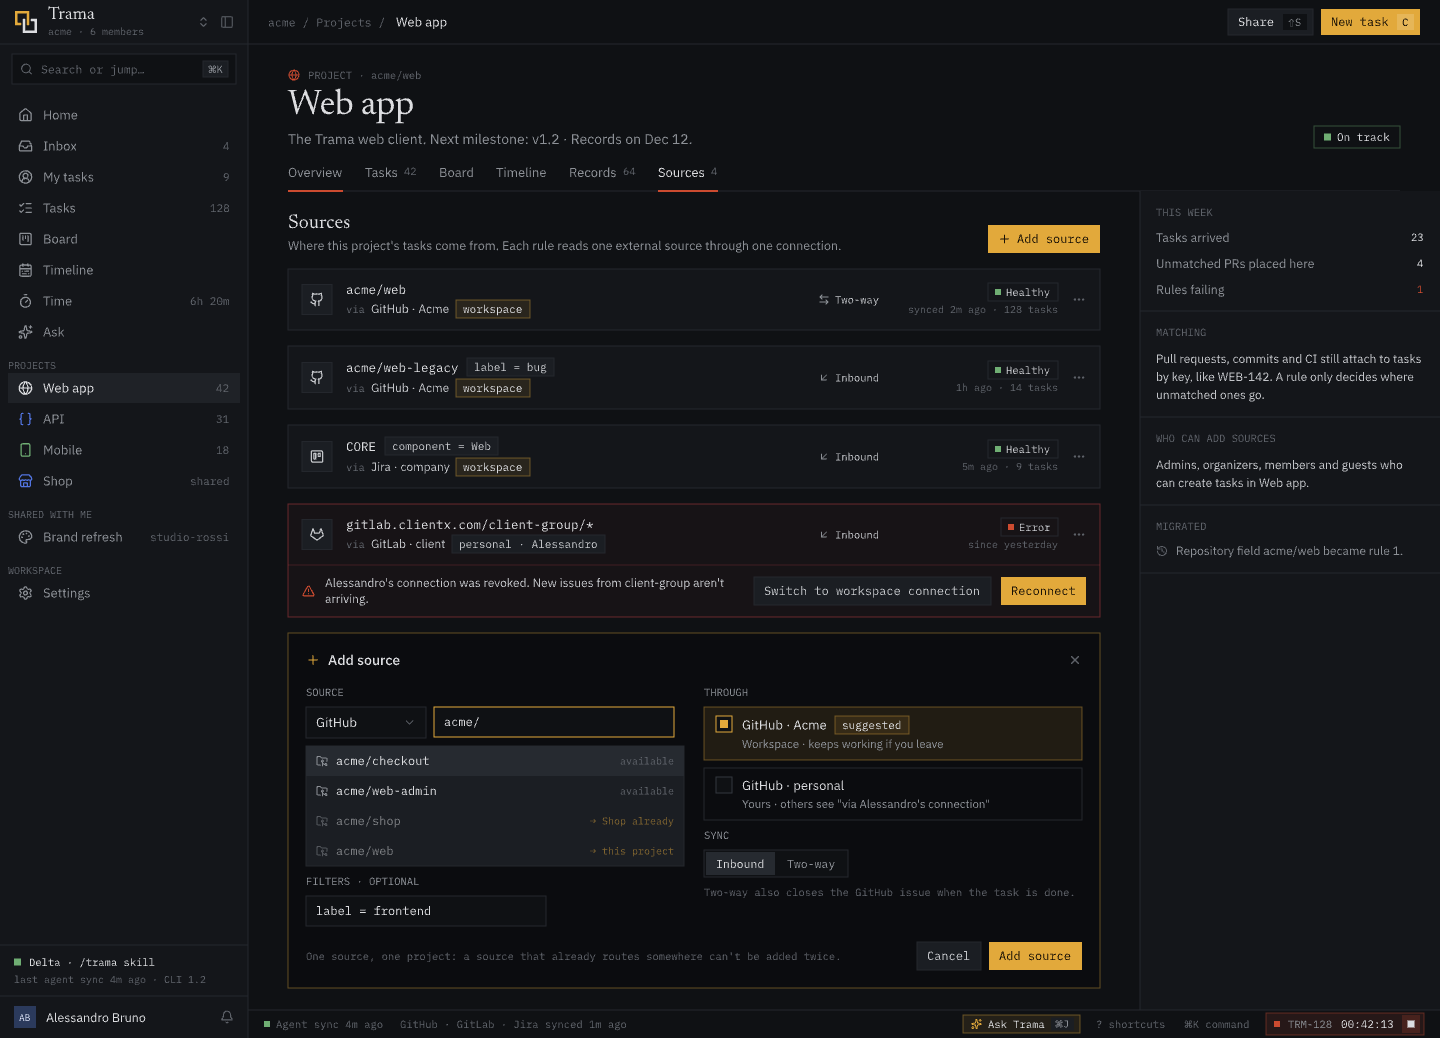 Trama
acme · 6 members
Search or jump… ⌘K
Home
Inbox 4
My tasks 9
Tasks 128
Board
Timeline
Time 6h 20m
Ask
PROJECTS
Web app 42
API 31
Mobile 18
Shop shared
SHARED WITH ME
Brand refresh studio-rossi
WORKSPACE
Settings
Delta · /trama skill
last agent sync 4m ago · CLI 1.2
AB Alessandro Bruno
acme / Projects / Web app
Share ⇧S
New task C
PROJECT · acme/web
Web app
The Trama web client. Next milestone: v1.2 · Records on Dec 12.
On track
Overview Tasks 42 Board Timeline Records 64 Sources 4
Sources
Where this project's tasks come from. Each rule reads one external source through one connection.
+ Add source
acme/web
via GitHub · Acme workspace
Two-way
Healthy
synced 2m ago · 128 tasks
acme/web-legacy label = bug
via GitHub · Acme workspace
Inbound
Healthy
1h ago · 14 tasks
CORE component = Web
via Jira · company workspace
Inbound
Healthy
5m ago · 9 tasks
gitlab.clientx.com/client-group/*
via GitLab · client personal · Alessandro
Inbound
Error
since yesterday
Alessandro's connection was revoked. New issues from client-group aren't
arriving.
Switch to workspace connection
Reconnect
+ Add source
SOURCE
GitHub
acme/
acme/checkout available
acme/web-admin available
acme/shop → Shop already
acme/web → this project
FILTERS · OPTIONAL
label = frontend
THROUGH
GitHub · Acme suggested
Workspace · keeps working if you leave
GitHub · personal
Yours · others see "via Alessandro's connection"
SYNC
Inbound Two-way
Two-way also closes the GitHub issue when the task is done.
One source, one project: a source that already routes somewhere can't be added twice.
Cancel
Add source
THIS WEEK
Tasks arrived 23
Unmatched PRs placed here 4
Rules failing 1
MATCHING
Pull requests, commits and CI still attach to tasks
by key, like WEB-142. A rule only decides where
unmatched ones go.
WHO CAN ADD SOURCES
Admins, organizers, members and guests who
can create tasks in Web app.
MIGRATED
Repository field acme/web became rule 1.
Agent sync 4m ago GitHub · GitLab · Jira synced 1m ago
Ask Trama ⌘J
? shortcuts ⌘K command
TRM-128 00:42:13